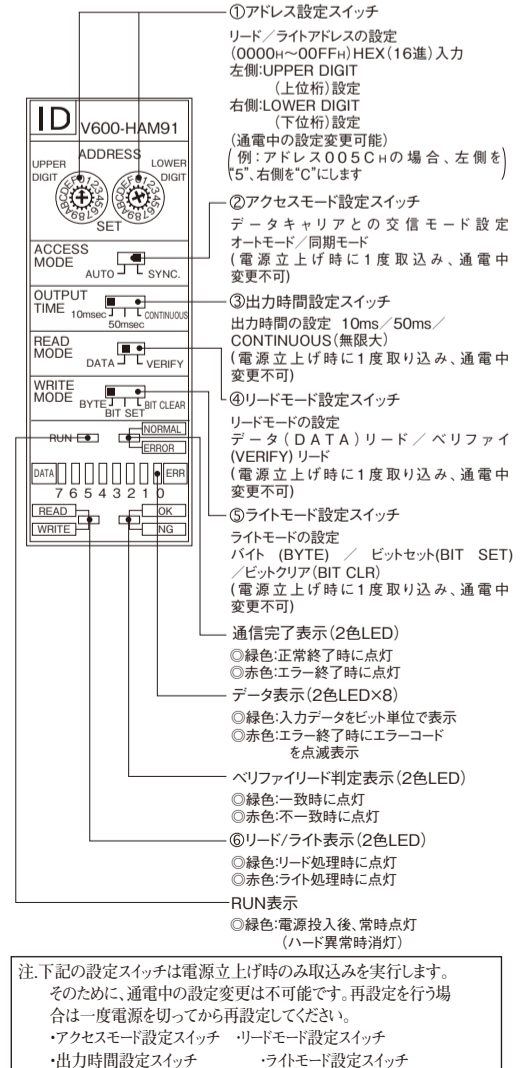 ①アドレス設定スイッチ
リード／ライトアドレスの設定
(0000H～00FFH)HEX(16進)入力
左側:UPPER DIGIT
(上位桁)設定
右側:LOWER DIGIT
(下位桁)設定
(通電中の設定変更可能)
(例：アドレス005CHの場合、左側を
“5”、右側を“C”にします)
ID V600-HAM91
ADDRESS
UPPER DIGIT
LOWER DIGIT
SET
ACCESS MODE
AUTO SYNC.
OUTPUT TIME
10msec CONTINUOUS
50msec
READ MODE
DATA VERIFY
WRITE MODE
BYTE BIT CLEAR
BIT SET
RUN
NORMAL
ERROR
DATA ERR
7 6 5 4 3 2 1 0
READ OK
WRITE NG
②アクセスモード設定スイッチ
データキャリアとの交信モード設定
オートモード／同期モード
(電源立上げ時に1度取込み、通電中
変更不可)
③出力時間設定スイッチ
出力時間の設定 10ms／50ms／
CONTINUOUS(無限大)
(電源立上げ時に1度取り込み、通電中
変更不可)
④リードモード設定スイッチ
リードモードの設定
データ(DATA)リード／ベリファイ
(VERIFY)リード
(電源立上げ時に1度取り込み、通電中
変更不可)
⑤ライトモード設定スイッチ
ライトモードの設定
バイト (BYTE) ／ ビットセット(BIT SET)
／ビットクリア(BIT CLR)
(電源立上げ時に1度取り込み、通電中
変更不可)
通信完了表示(2色LED)
◎緑色:正常終了時に点灯
◎赤色:エラー終了時に点灯
データ表示(2色LED×8)
◎緑色:入力データをビット単位で表示
◎赤色:エラー終了時にエラーコード
を点滅表示
ベリファイリード判定表示(2色LED)
◎緑色:一致時に点灯
◎赤色:不一致時に点灯
⑥リード/ライト表示(2色LED)
◎緑色:リード処理時に点灯
◎赤色:ライト処理時に点灯
RUN表示
◎緑色:電源投入後、常時点灯
(ハード異常時消灯)
注.下記の設定スイッチは電源立上げ時のみ取込みを実行します。
そのために、通電中の設定変更は不可能です。再設定を行う場
合は一度電源を切ってから再設定してください。
・アクセスモード設定スイッチ ・リードモード設定スイッチ
・出力時間設定スイッチ ・ライトモード設定スイッチ